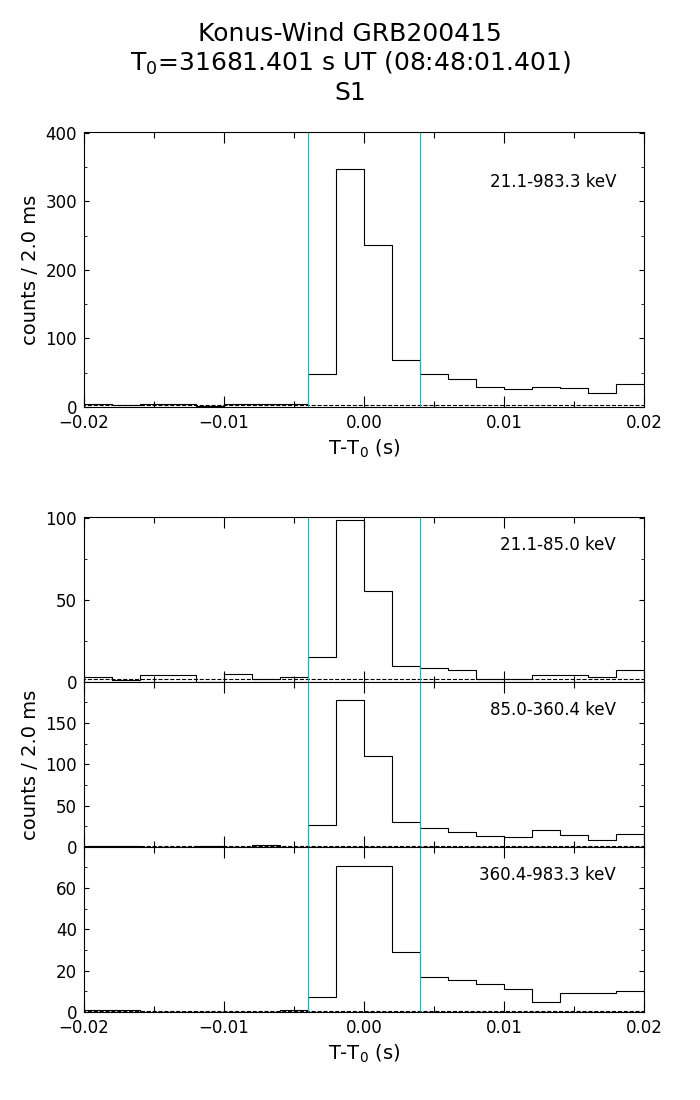 Konus-Wind GRB200415
T₀=31681.401 s UT (08:48:01.401)
S1
400
21.1-983.3 keV
300
200
100
0
counts / 2.0 ms
−0.02 −0.01 0.00 0.01 0.02
T-T₀ (s)
100
21.1-85.0 keV
50
0
85.0-360.4 keV
150
100
50
0
counts / 2.0 ms
360.4-983.3 keV
60
40
20
0
−0.02 −0.01 0.00 0.01 0.02
T-T₀ (s)